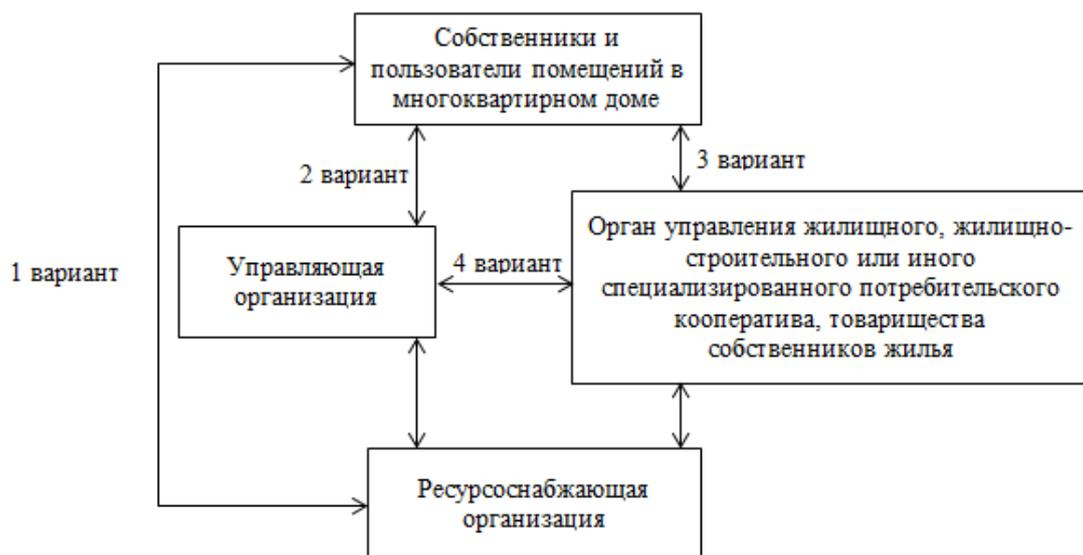 Собственники и
пользователи помещений в
многоквартирном доме
3 вариант
2 вариант
Орган управления жилищного, жилищно-
строительного или иного
специализированного потребительского
кооператива, товарищества
собственников жилья
1 вариант
Управляющая
организация
4 вариант
Ресурсоснабжающая
организация